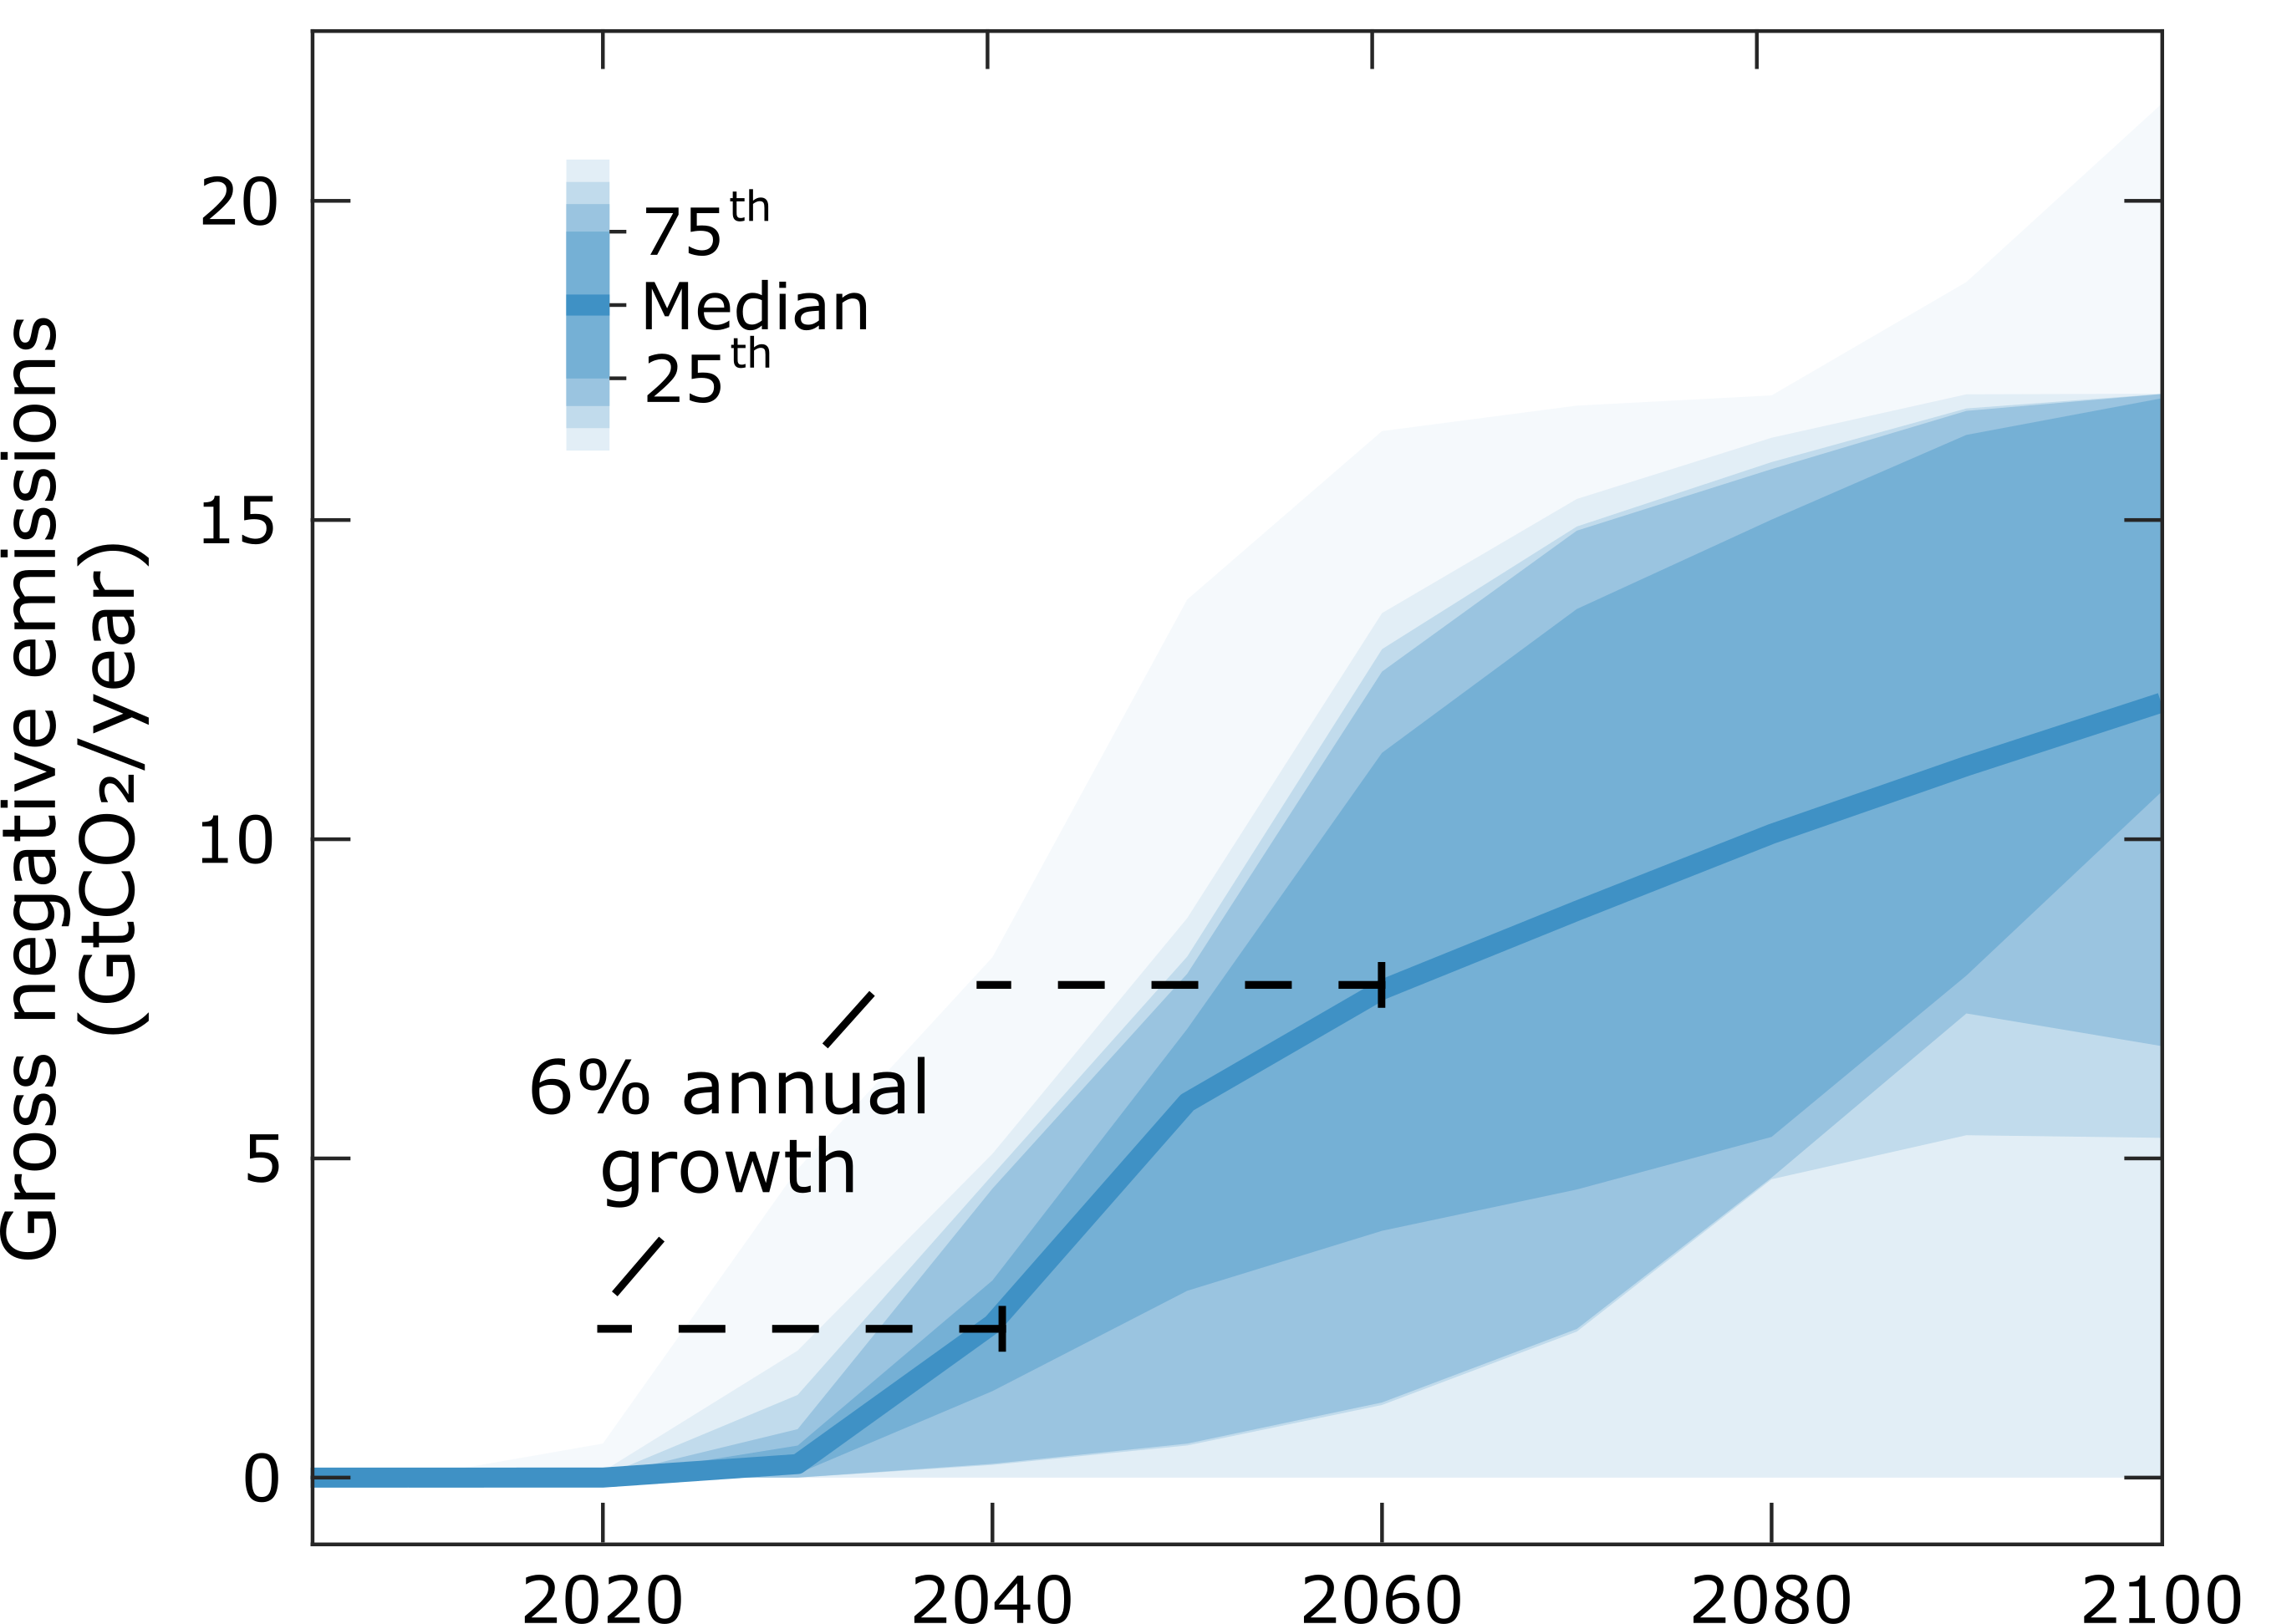 Gross negative emissions
(GtCO₂/year)
20
15
10
5
0
75th
Median
25th
6% annual
growth
2020 2040 2060 2080 2100